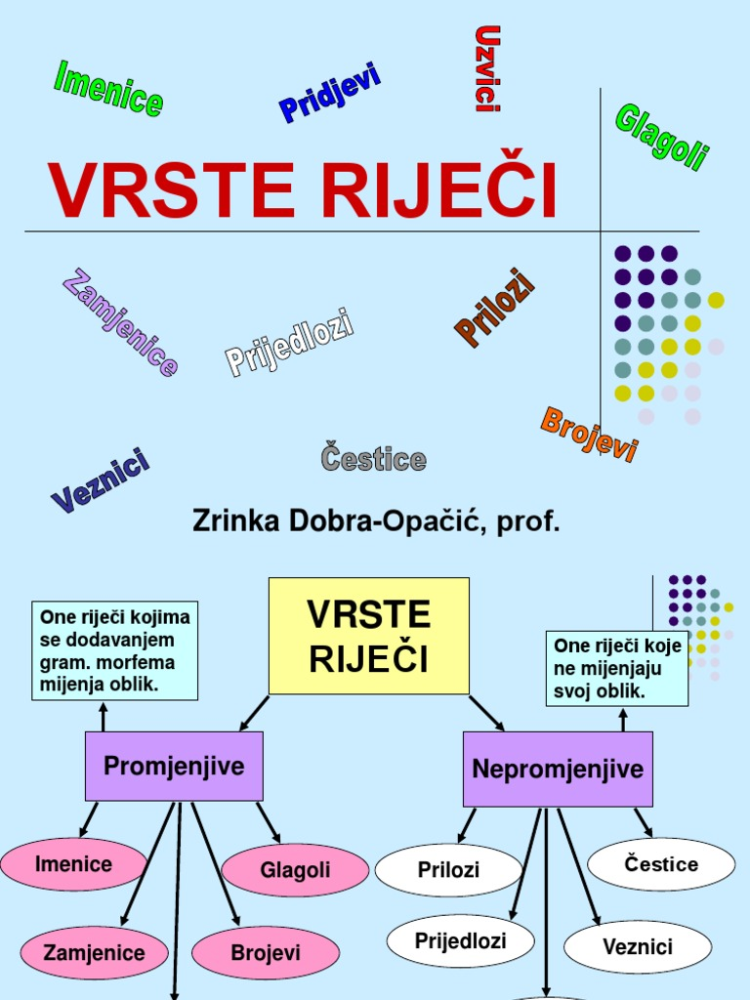 Imenice
Pridjevi
Uzvici
Glagoli
VRSTE RIJEČI
Zamjenice
Prijedlozi
Prilozi
Brojevi
Čestice
Veznici
Zrinka Dobra-Opačić, prof.
VRSTE
RIJEČI
One riječi kojima
se dodavanjem
gram. morfema
mijenja oblik.
One riječi koje
ne mijenjaju
svoj oblik.
Promjenjive
Nepromjenjive
Imenice
Glagoli
Prilozi
Čestice
Zamjenice
Brojevi
Prijedlozi
Veznici